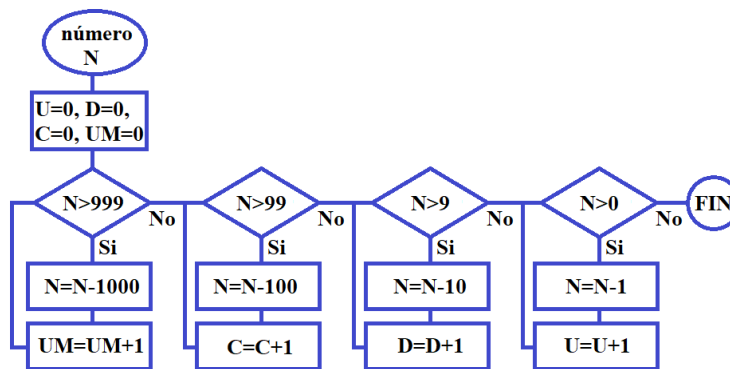 número
N
U=0, D=0,
C=0, UM=0
N>999
No
Si
N=N-1000
UM=UM+1
N>99
No
Si
N=N-100
C=C+1
N>9
No
Si
N=N-10
D=D+1
N>0
No
Si
N=N-1
U=U+1
FIN